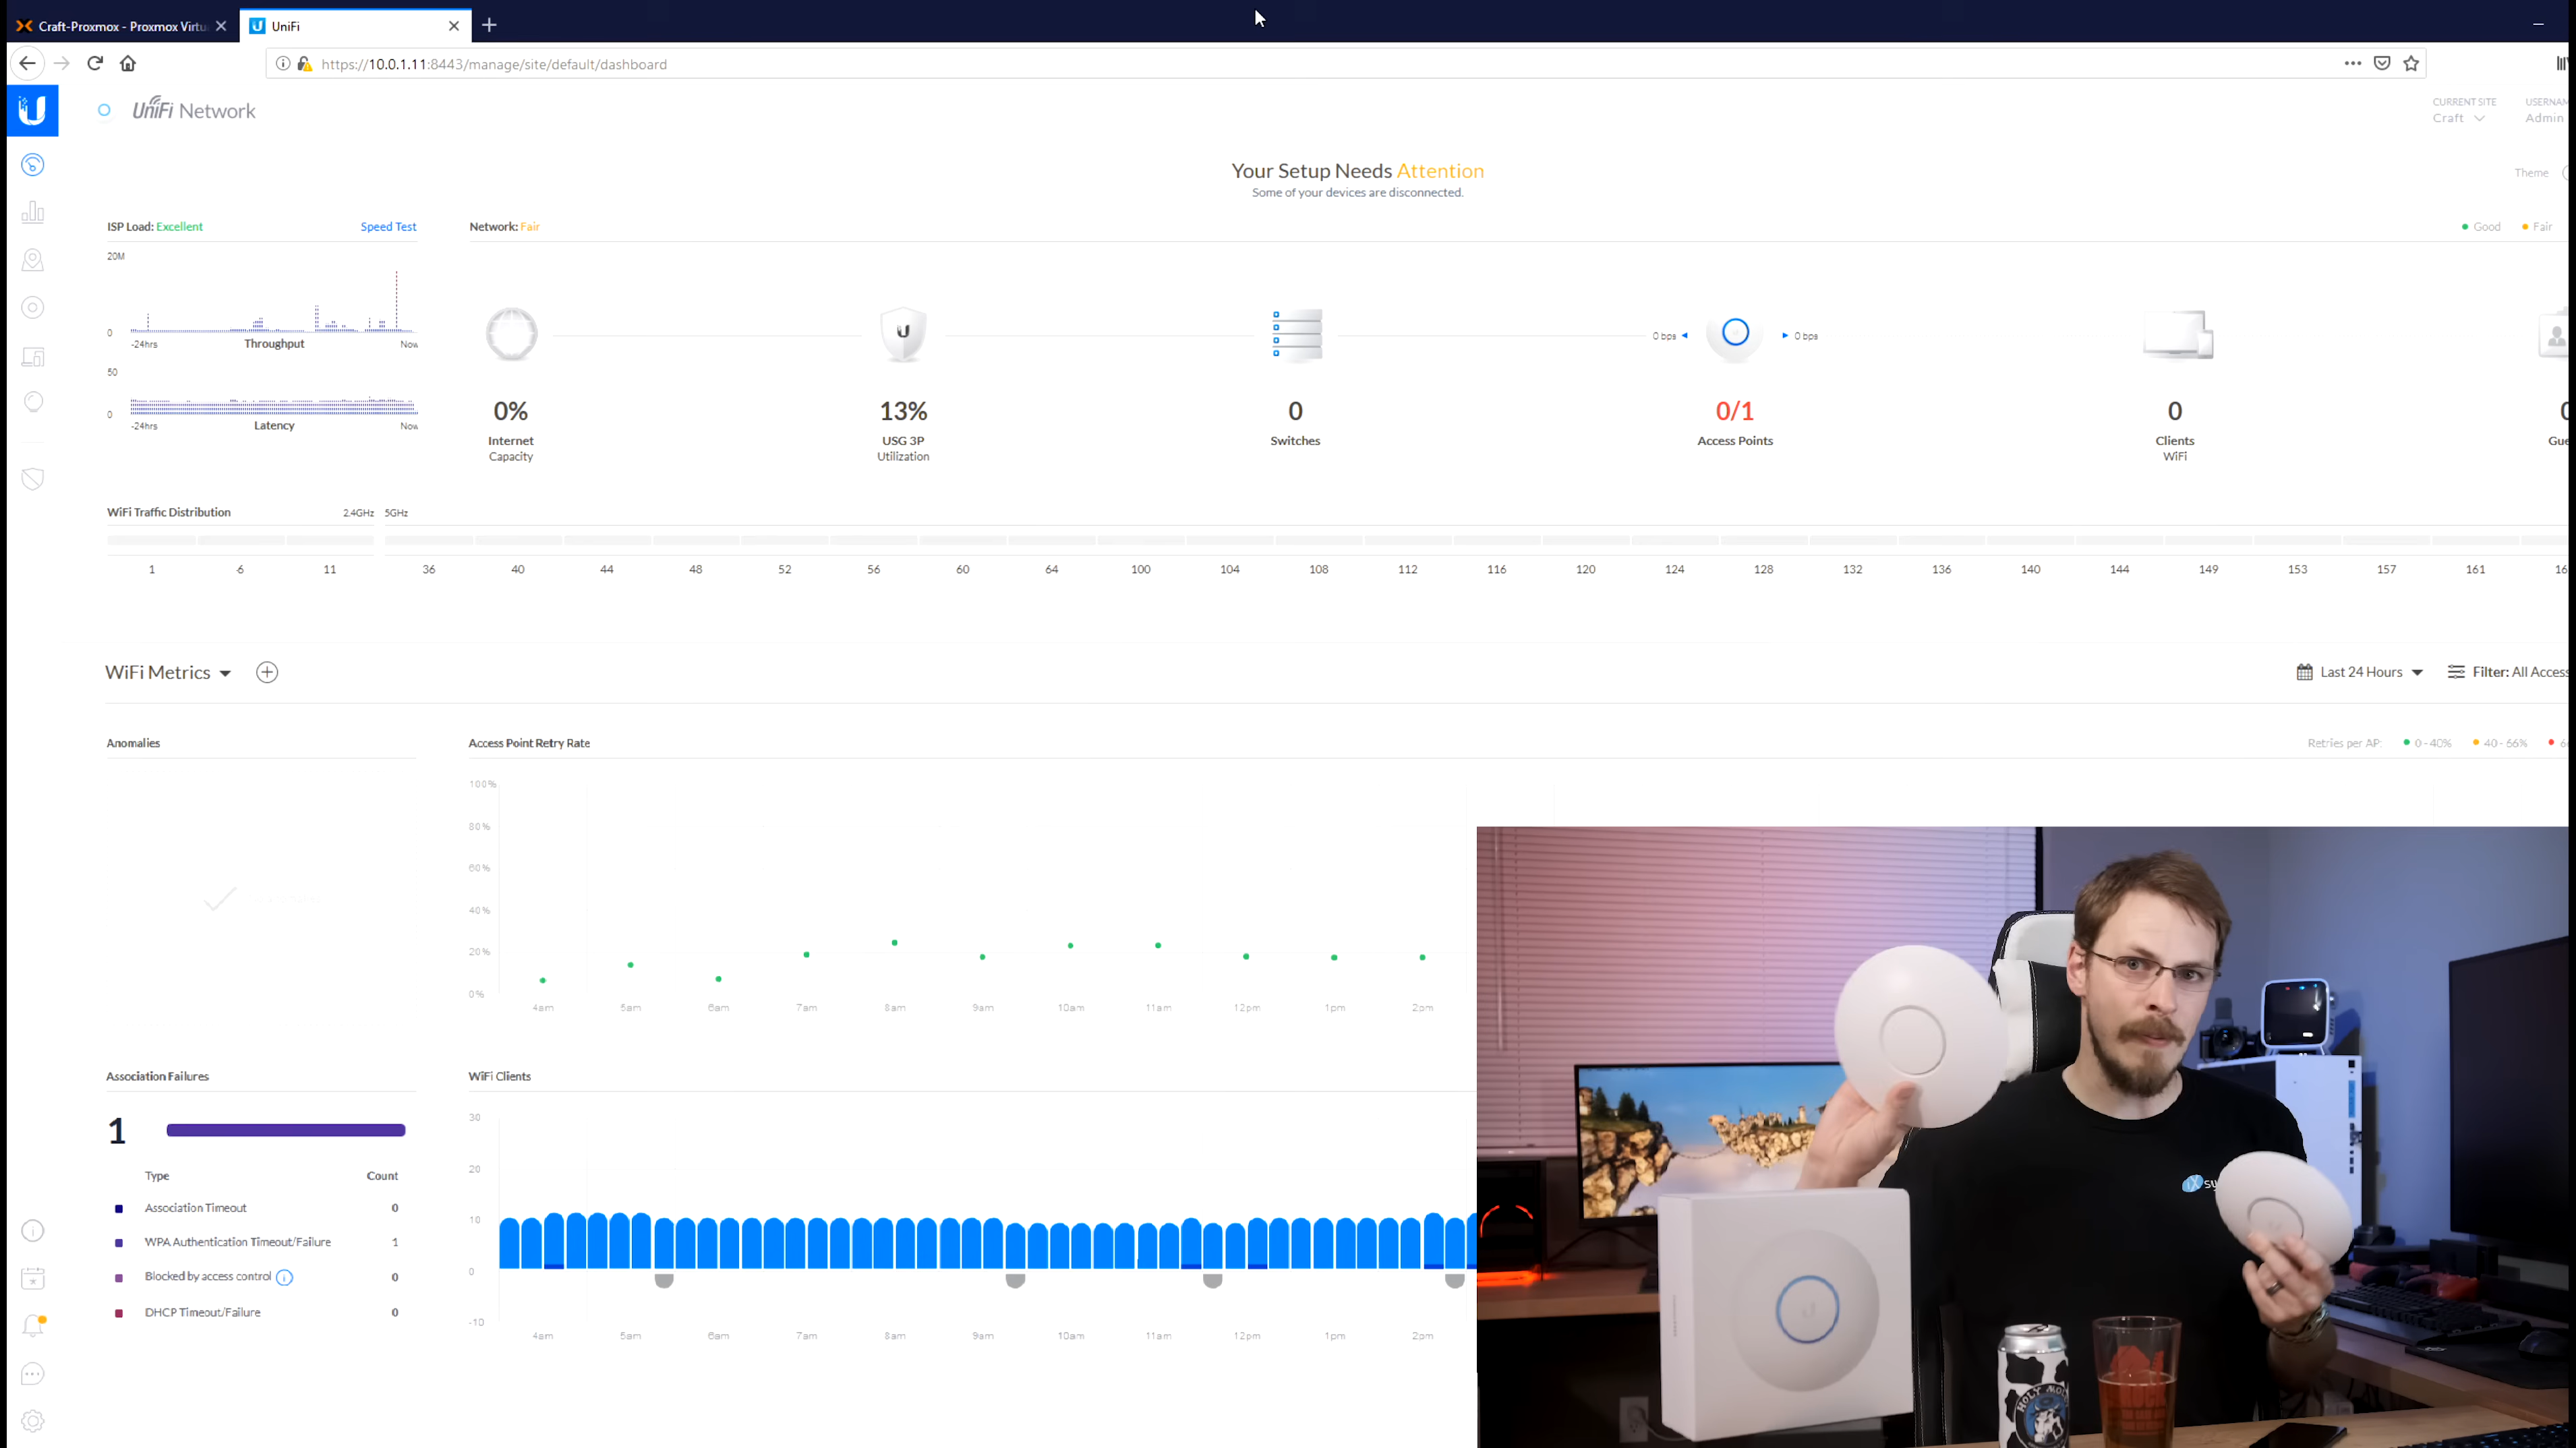 Craft-Proxmox - Proxmox Virtu
UniFi
https://10.0.1.11:8443/manage/site/default/dashboard
UniFi Network
CURRENT SITE
Craft
USERNAM
Admin
Your Setup Needs Attention
Some of your devices are disconnected.
Theme
ISP Load: Excellent
Speed Test
Network: Fair
Good
Fair
20M
0
-24hrs
Throughput
Now
50
0
-24hrs
Latency
Now
0%
Internet
Capacity
13%
USG 3P
Utilization
0
Switches
0 bps
0 bps
0/1
Access Points
0
Clients
WiFi
Gue
WiFi Traffic Distribution
2.4GHz
5GHz
1 6 11 36 40 44 48 52 56 60 64 100 104 108 112 116 120 124 128 132 136 140 144 149 153 157 161 16
WiFi Metrics
Last 24 Hours
Filter: All Access
Anomalies
Access Point Retry Rate
Retries per AP:
0 - 40%
40 - 66%
100%
80%
60%
40%
20%
0%
4am 5am 6am 7am 8am 9am 10am 11am 12pm 1pm 2pm
Association Failures
1
Type
Count
Association Timeout
0
WPA Authentication Timeout/Failure
1
Blocked by access control
0
DHCP Timeout/Failure
0
WiFi Clients
30
20
10
0
-10
4am 5am 6am 7am 8am 9am 10am 11am 12pm 1pm 2pm
iXsy
HOLY MO